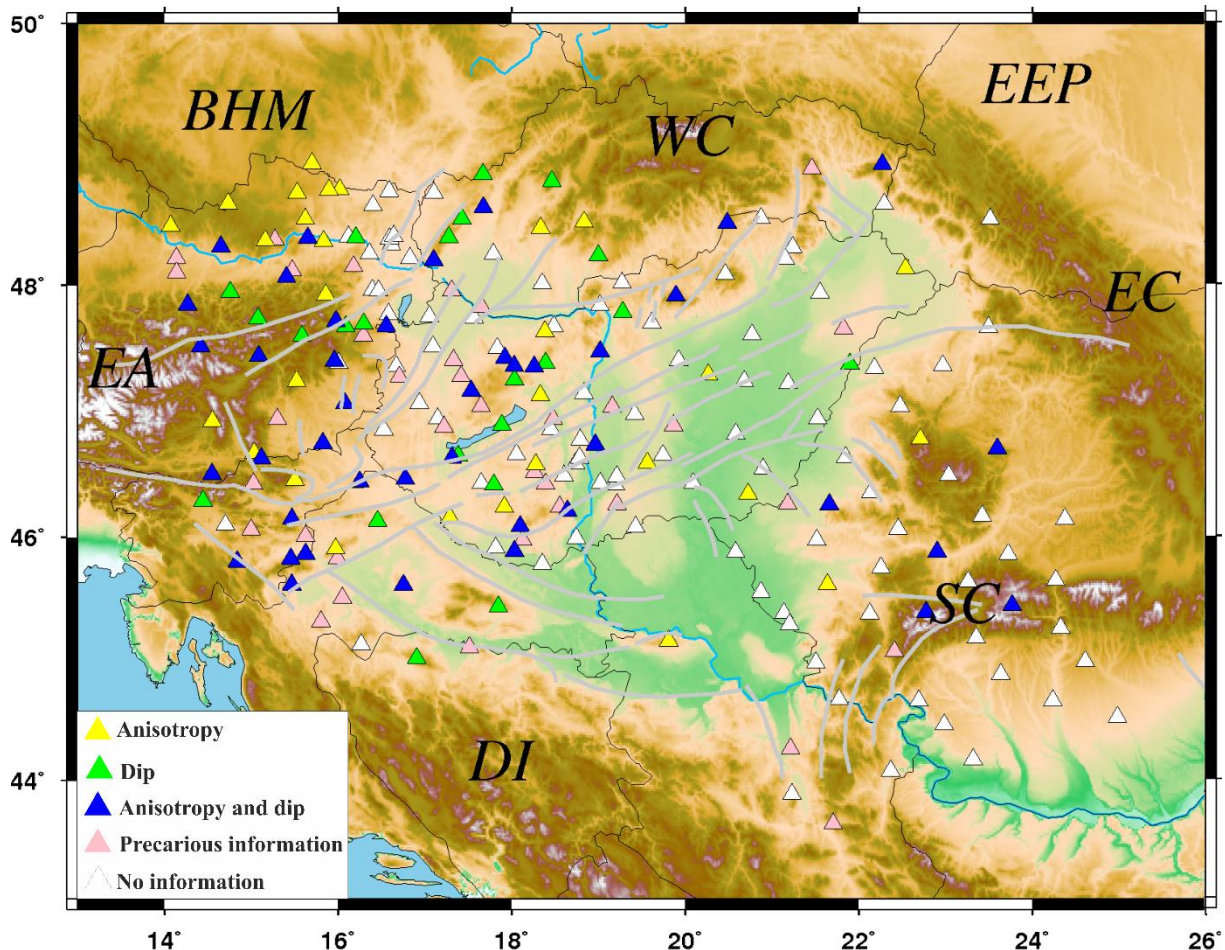 50°
BHM
WC
EEP
48°
EC
EA
46°
SC
44°
DI
Anisotropy
Dip
Anisotropy and dip
Precarious information
No information
14° 16° 18° 20° 22° 24° 26°